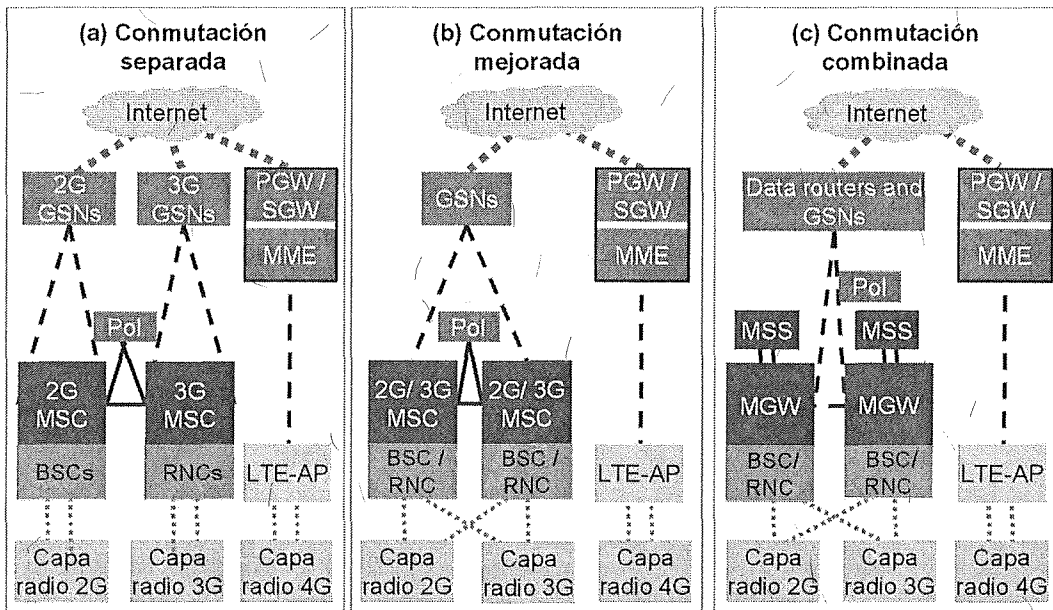 (a) Conmutación
separada
Internet
2G
GSNs
3G
GSNs
PGW /
SGW
MME
Pol
2G
MSC
3G
MSC
BSCs
RNCs
LTE-AP
Capa
radio 2G
Capa
radio 3G
Capa
radio 4G
(b) Conmutación
mejorada
Internet
GSNs
PGW /
SGW
MME
Pol
2G/ 3G
MSC
2G/ 3G
MSC
BSC /
RNC
BSC /
RNC
LTE-AP
Capa
radio 2G
Capa
radio 3G
Capa
radio 4G
(c) Conmutación
combinada
Internet
Data routers and
GSNs
PGW /
SGW
MME
Pol
MSS
MSS
MGW
MGW
BSC/
RNC
BSC/
RNC
LTE-AP
Capa
radio 2G
Capa
radio 3G
Capa
radio 4G